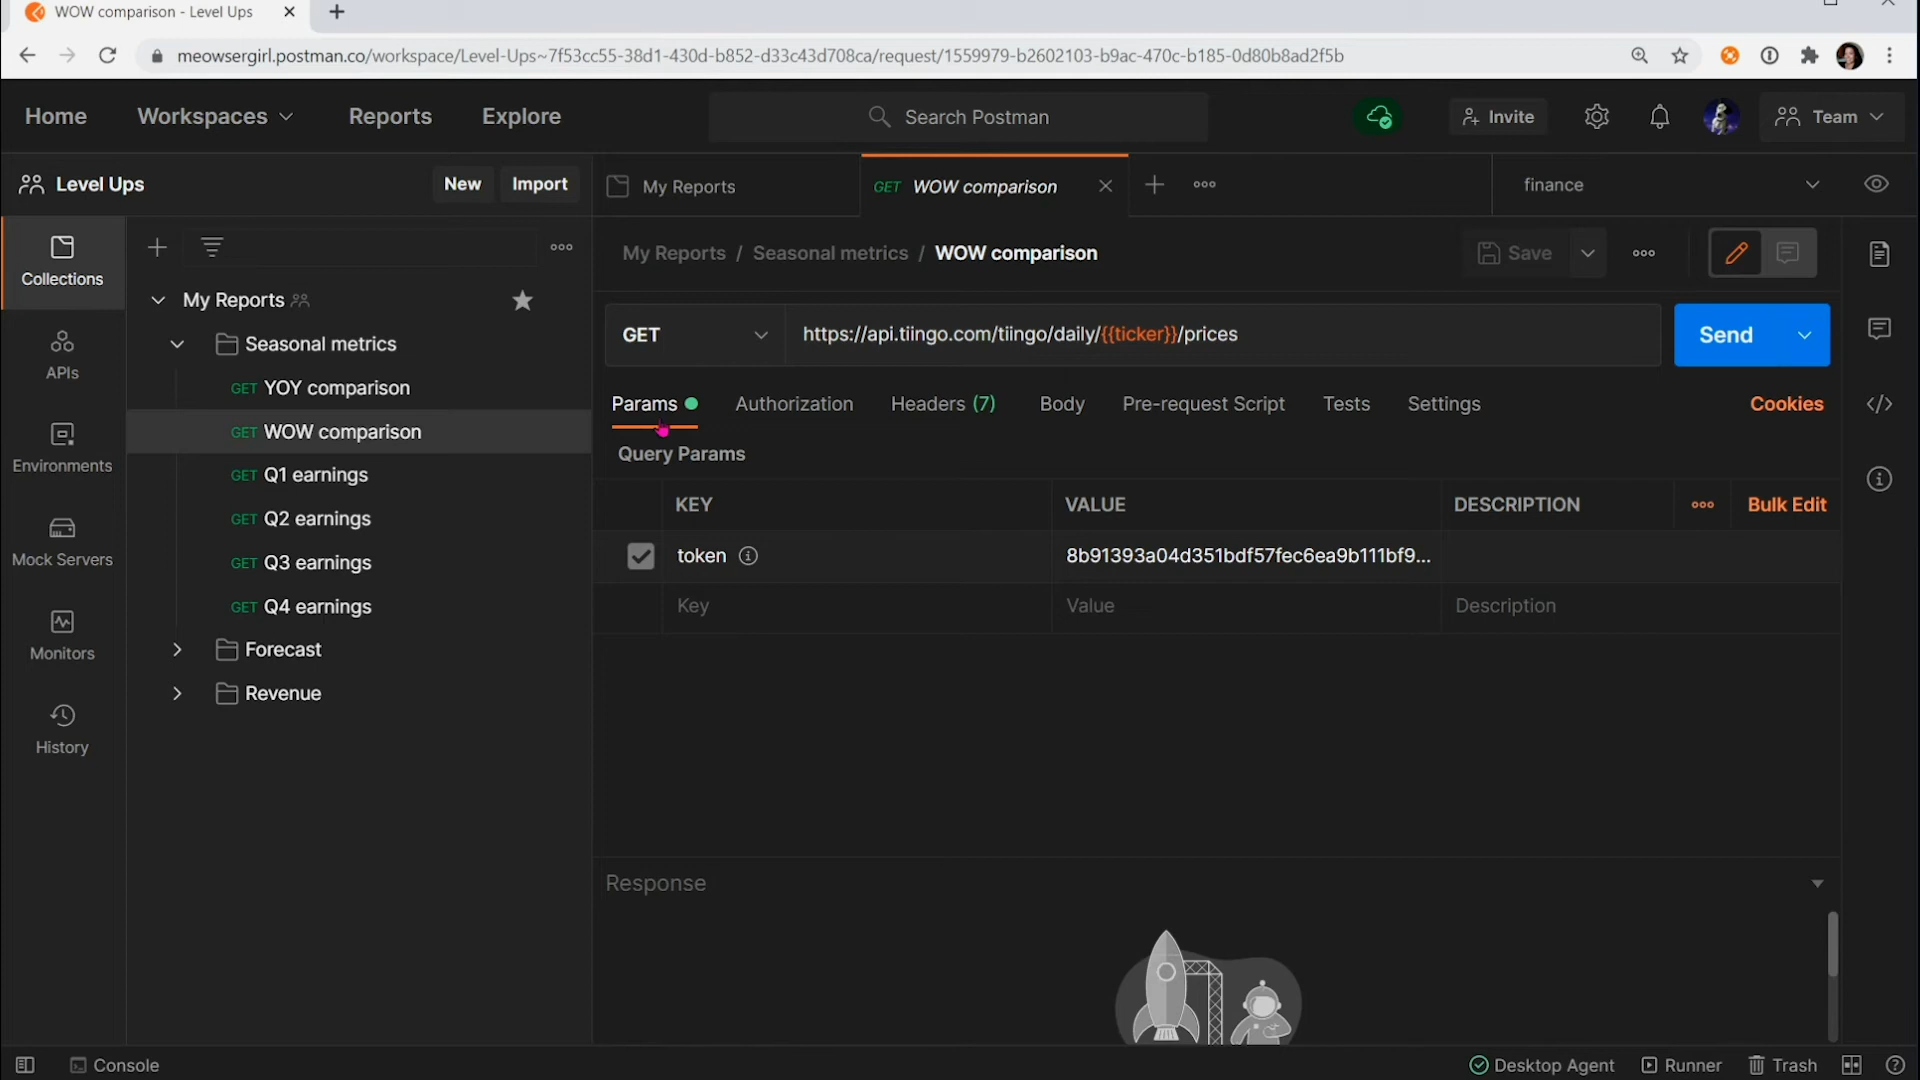 WOW comparison - Level Ups
meowsergirl.postman.co/workspace/Level-Ups~7f53cc55-38d1-430d-b852-d33c43d708ca/request/1559979-b2602103-b9ac-470c-b185-0d80b8ad2f5b
Home Workspaces Reports Explore Search Postman Invite Team
Level Ups New Import
My Reports GET WOW comparison finance
Collections
APIs
Environments
Mock Servers
Monitors
History
My Reports
Seasonal metrics
GET YOY comparison
GET WOW comparison
GET Q1 earnings
GET Q2 earnings
GET Q3 earnings
GET Q4 earnings
Forecast
Revenue
My Reports / Seasonal metrics / WOW comparison Save
GET https://api.tiingo.com/tiingo/daily/{{ticker}}/prices Send
Params Authorization Headers (7) Body Pre-request Script Tests Settings Cookies
Query Params
KEY VALUE DESCRIPTION Bulk Edit
token 8b91393a04d351bdf57fec6ea9b111bf9...
Key Value Description
Response
Console Desktop Agent Runner Trash